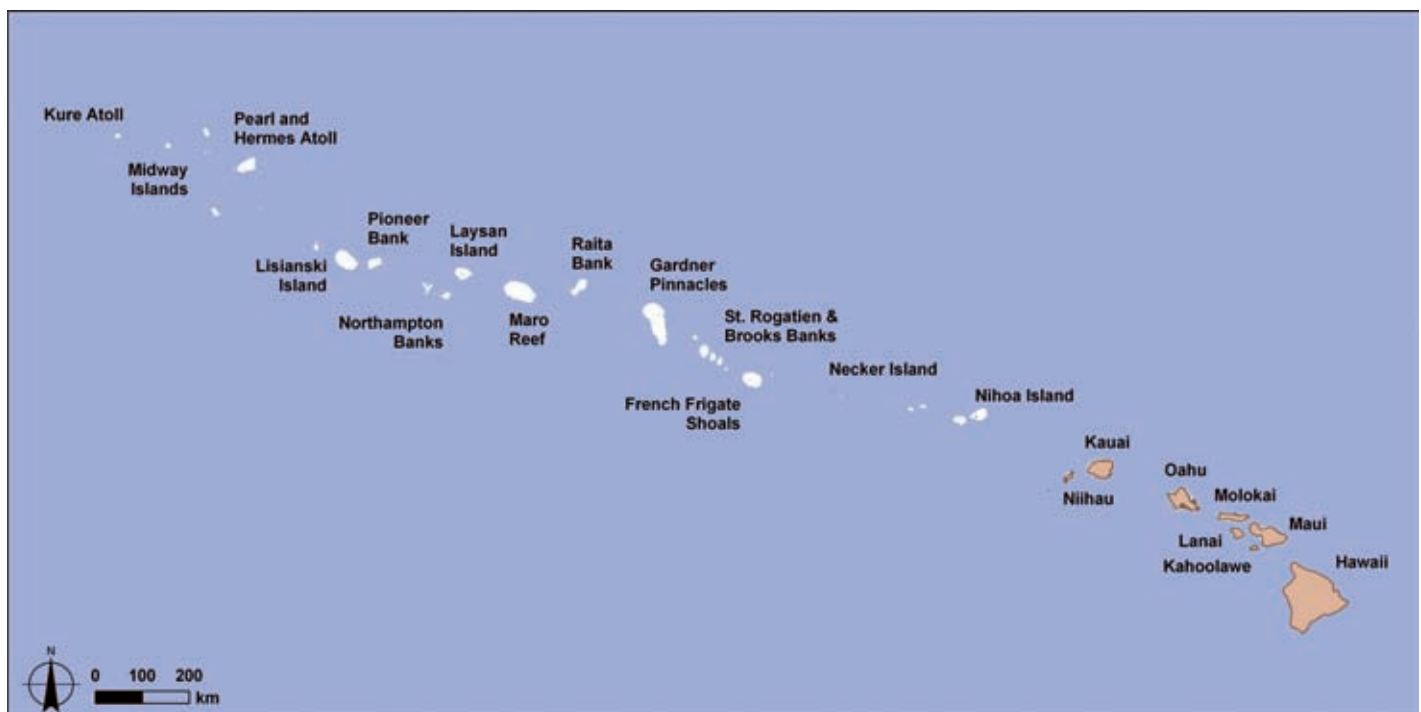 Kure Atoll
Pearl and
Hermes Atoll
Midway
Islands
Pioneer
Bank
Laysan
Island
Raita
Bank
Gardner
Pinnacles
Lisianski
Island
Northampton
Banks
Maro
Reef
St. Rogatien &
Brooks Banks
Necker Island
French Frigate
Shoals
Nihoa Island
Kauai
Niihau
Oahu
Molokai
Maui
Lanai
Kahoolawe
Hawaii
N
0 100 200
km